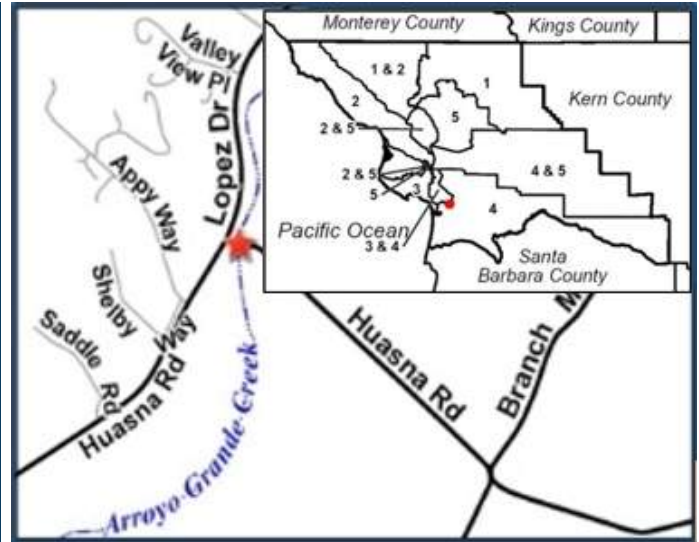 Valley
View Pl
Lopez Dr
Appy Way
Shelby
Way
Saddle
Rd
Huasna Rd
Arroyo Grande Creek
Huasna Rd
Branch M
Monterey County
Kings County
1 & 2
1
2
5
Kern County
2 & 5
2 & 5
5
3
4 & 5
4
Pacific Ocean
3 & 4
Santa
Barbara County